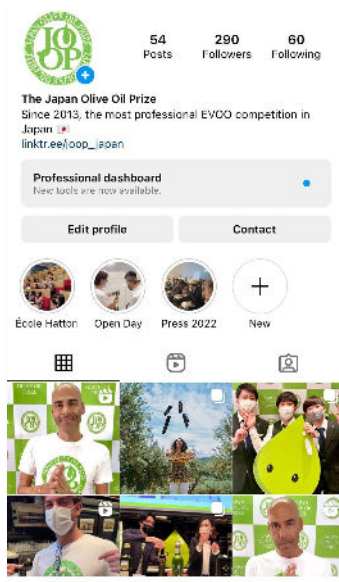 JOOP
54 290 60
Posts Followers Following
The Japan Olive Oil Prize
Since 2013, the most professional EVOO competition in
Japan 🇯🇵
linktr.ee/joop_japan
Professional dashboard
New tools are now available.
Edit profile Contact
École Hatton Open Day Press 2022 New